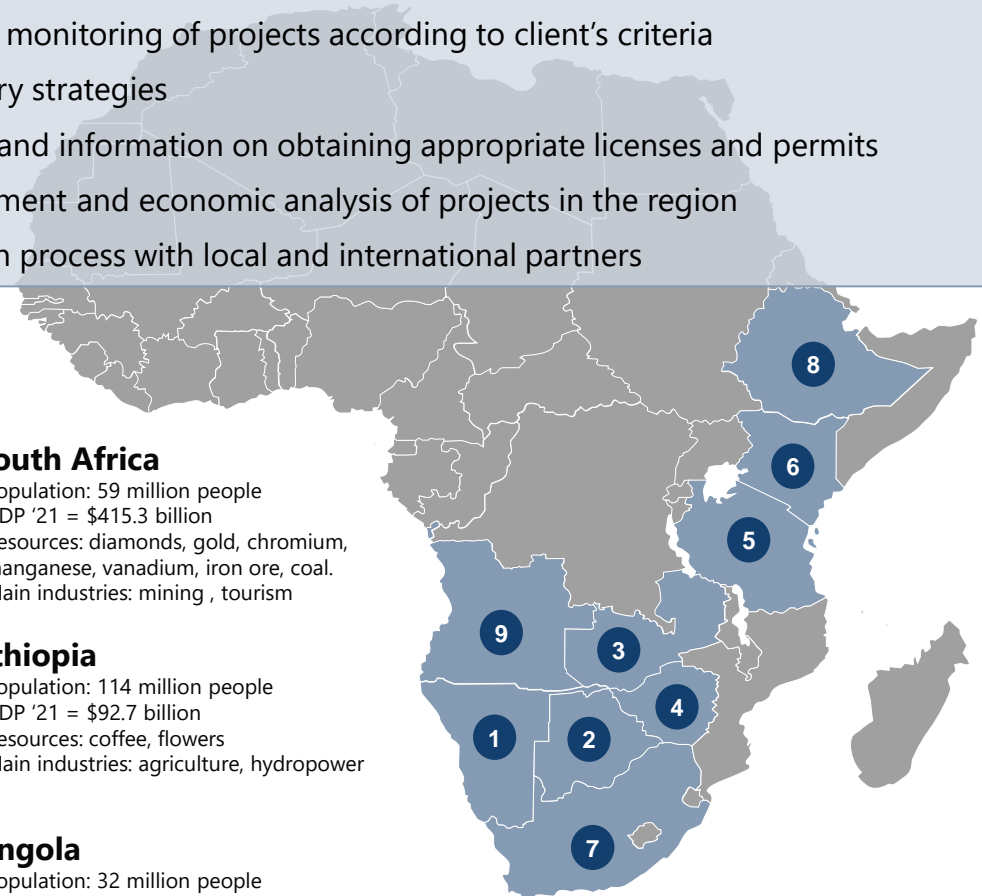 monitoring of projects according to client’s criteria
ry strategies
and information on obtaining appropriate licenses and permits
ment and economic analysis of projects in the region
n process with local and international partners
outh Africa
opulation: 59 million people
DP ‘21 = $415.3 billion
esources: diamonds, gold, chromium,
anganese, vanadium, iron ore, coal.
ain industries: mining , tourism
thiopia
opulation: 114 million people
DP ‘21 = $92.7 billion
esources: coffee, flowers
ain industries: agriculture, hydropower
ngola
opulation: 32 million people
8
6
5
9
3
4
1
2
7